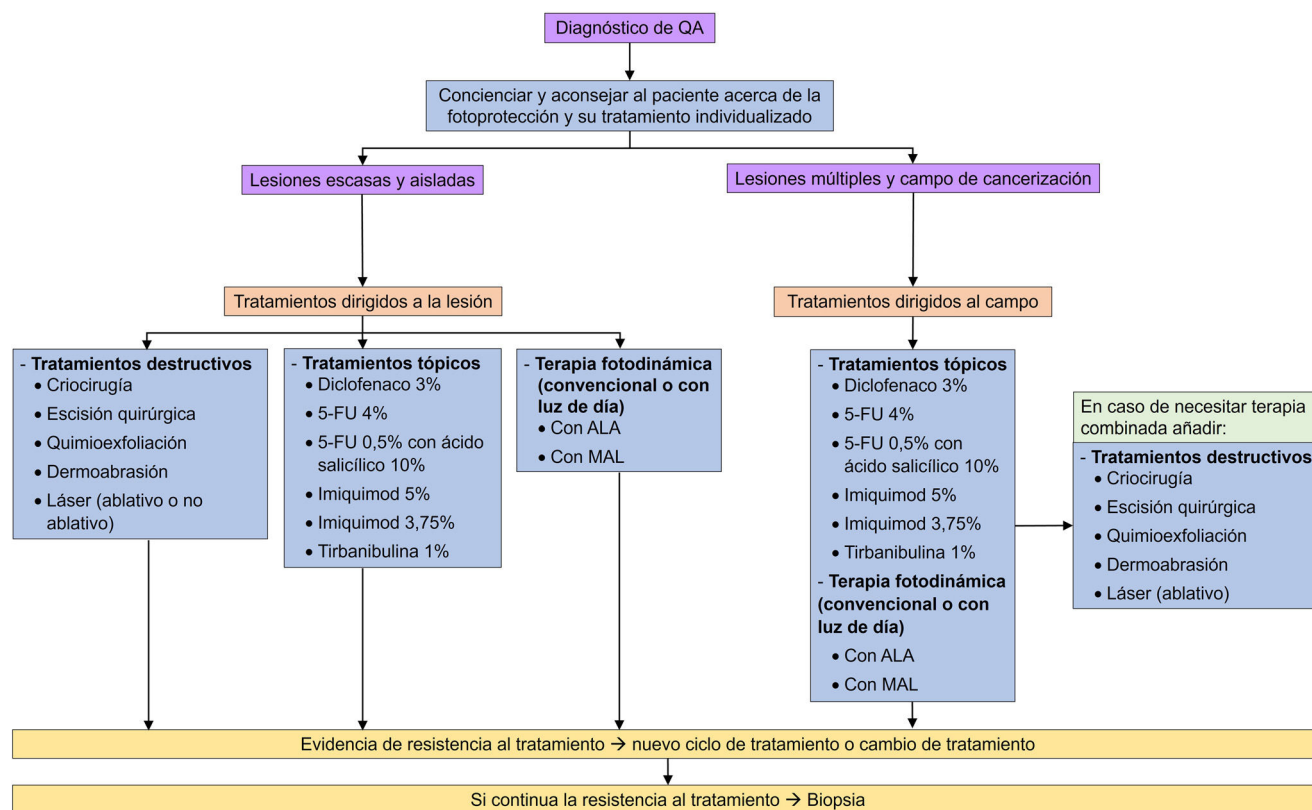 Diagnóstico de QA
Concienciar y aconsejar al paciente acerca de la
fotoprotección y su tratamiento individualizado
Lesiones escasas y aisladas
Lesiones múltiples y campo de cancerización
Tratamientos dirigidos a la lesión
Tratamientos dirigidos al campo
- Tratamientos destructivos
• Criocirugía
• Escisión quirúrgica
• Quimioexfoliación
• Dermoabrasión
• Láser (ablativo o no
ablativo)
- Tratamientos tópicos
• Diclofenaco 3%
• 5-FU 4%
• 5-FU 0,5% con ácido
salicílico 10%
• Imiquimod 5%
• Imiquimod 3,75%
• Tirbanibulina 1%
- Terapia fotodinámica
(convencional o con
luz de día)
• Con ALA
• Con MAL
- Tratamientos tópicos
• Diclofenaco 3%
• 5-FU 4%
• 5-FU 0,5% con
ácido salicílico 10%
• Imiquimod 5%
• Imiquimod 3,75%
• Tirbanibulina 1%
- Terapia fotodinámica
(convencional o con
luz de día)
• Con ALA
• Con MAL
En caso de necesitar terapia
combinada añadir:
- Tratamientos destructivos
• Criocirugía
• Escisión quirúrgica
• Quimioexfoliación
• Dermoabrasión
• Láser (ablativo)
Evidencia de resistencia al tratamiento → nuevo ciclo de tratamiento o cambio de tratamiento
Si continua la resistencia al tratamiento → Biopsia